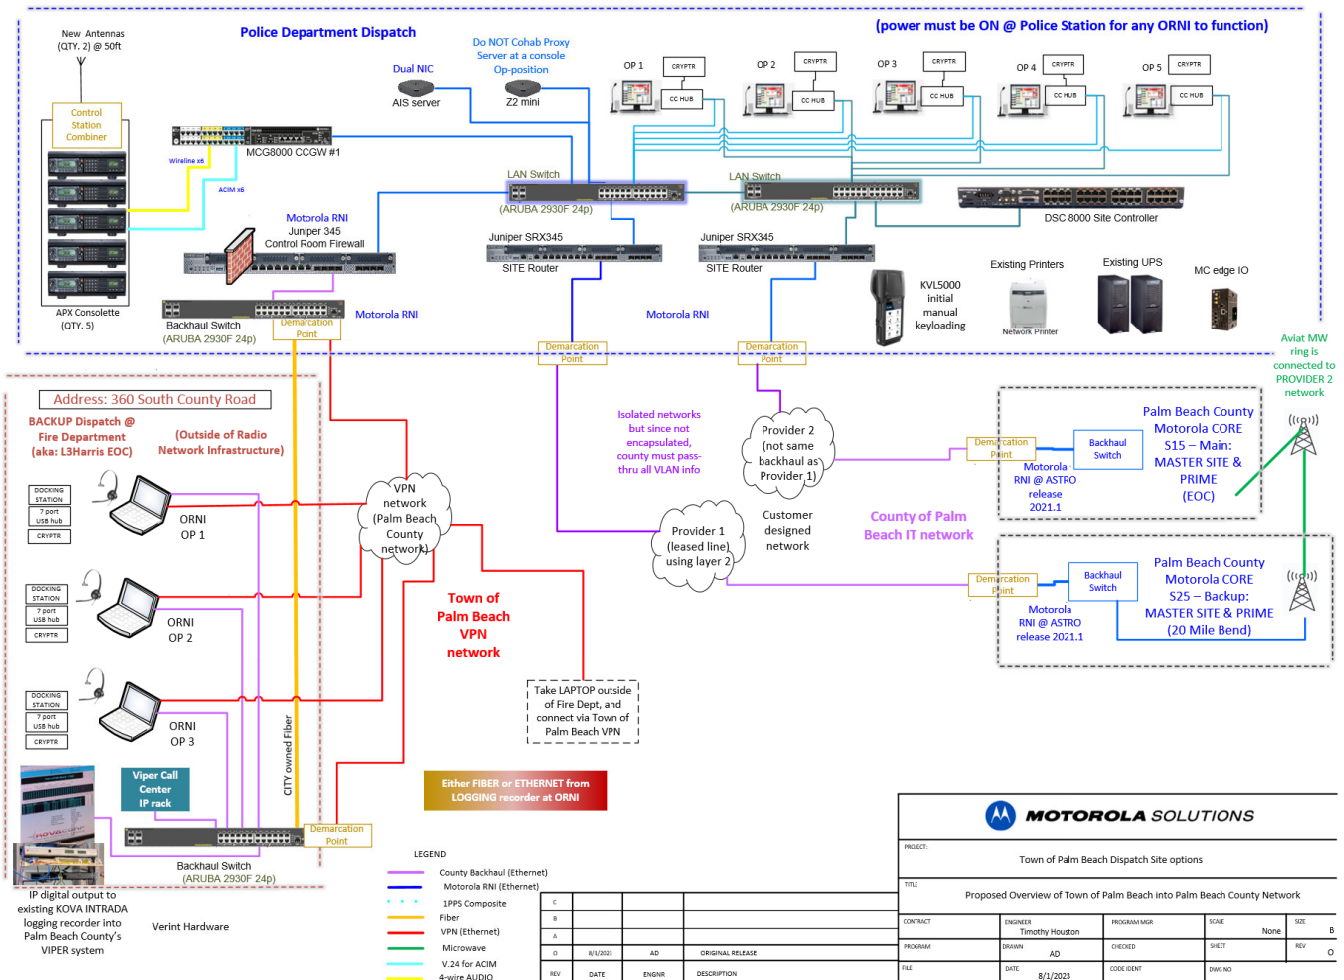 New Antennas
(QTY. 2) @ 50ft
Police Department Dispatch
Do NOT Cohab Proxy
Server at a console
Op-position
(power must be ON @ Police Station for any ORNI to function)
Control
Station
Combiner
Dual NIC
AIS server
Z2 mini
OP 1
CRYPTR
CC HUB
OP 2
CRYPTR
CC HUB
OP 3
CRYPTR
CC HUB
OP 4
CRYPTR
CC HUB
OP 5
CRYPTR
CC HUB
MCG8000 CCGW #1
Wireline x6
ACIM x6
LAN Switch
(ARUBA 2930F 24p)
LAN Switch
(ARUBA 2930F 24p)
DSC 8000 Site Controller
Motorola RNI
Juniper 345
Control Room Firewall
Juniper SRX345
SITE Router
Juniper SRX345
SITE Router
APX Consolette
(QTY. 5)
Backhaul Switch
(ARUBA 2930F 24p)
Demarcation
Point
Motorola RNI
Motorola RNI
KVL5000
initial
manual
keyloading
Existing Printers
Network Printer
Existing UPS
MC edge IO
Demarcation
Point
Demarcation
Point
Aviat MW
ring is
connected to
PROVIDER 2
network
Address: 360 South County Road
BACKUP Dispatch @
Fire Department
(aka: L3Harris EOC)
(Outside of Radio
Network Infrastructure)
Isolated networks
but since not
encapsulated,
county must pass-
thru all VLAN info
Provider 2
(not same
backhaul as
Provider 1)
Customer
designed
network
Demarcation
Point
Backhaul
Switch
Motorola
RNI @ ASTRO
release
2021.1
Palm Beach County
Motorola CORE
S15 – Main:
MASTER SITE &
PRIME
(EOC)
DOCKING
STATION
7 port
USB hub
CRYPTR
ORNI
OP 1
VPN
network
(Palm Beach
County
network)
Provider 1
(leased line)
using layer 2
County of Palm
Beach IT network
Demarcation
Point
Backhaul
Switch
Motorola
RNI @ ASTRO
release 2021.1
Palm Beach County
Motorola CORE
S25 – Backup:
MASTER SITE & PRIME
(20 Mile Bend)
DOCKING
STATION
7 port
USB hub
CRYPTR
ORNI
OP 2
Town of
Palm Beach
VPN
network
DOCKING
STATION
7 port
USB hub
CRYPTR
ORNI
OP 3
CITY owned Fiber
Take LAPTOP outside
of Fire Dept, and
connect via Town of
Palm Beach VPN
Viper Call
Center
IP rack
Either FIBER or ETHERNET from
LOGGING recorder at ORNI
Demarcation
Point
Backhaul Switch
(ARUBA 2930F 24p)
IP digital output to
existing KOVA INTRADA
logging recorder into
Palm Beach County's
VIPER system
Verint Hardware
LEGEND
County Backhaul (Ethernet)
Motorola RNI (Ethernet)
1PPS Composite
Fiber
VPN (Ethernet)
Microwave
V.24 for ACIM
4-wire AUDIO
C
B
A
O 8/1/2023 AD ORIGINAL RELEASE
REV DATE ENGNR DESCRIPTION
MOTOROLA SOLUTIONS
PROJECT:
Town of Palm Beach Dispatch Site options
TITL:
Proposed Overview of Town of Palm Beach into Palm Beach County Network
CONTRACT
ENGINEER
Timothy Houston
PROGRAM MGR
SCALE
None
SIZE
B
PROGRAM
DRAWN
AD
CHECKED
SHEET
REV
O
FILE
DATE
8/1/2023
CODE IDENT
DWG NO